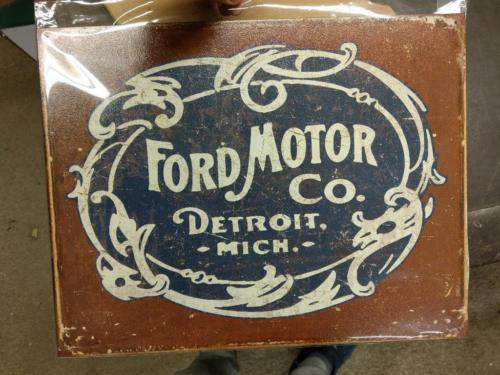 FORD MOTOR
CO.
DETROIT,
-MICH.-